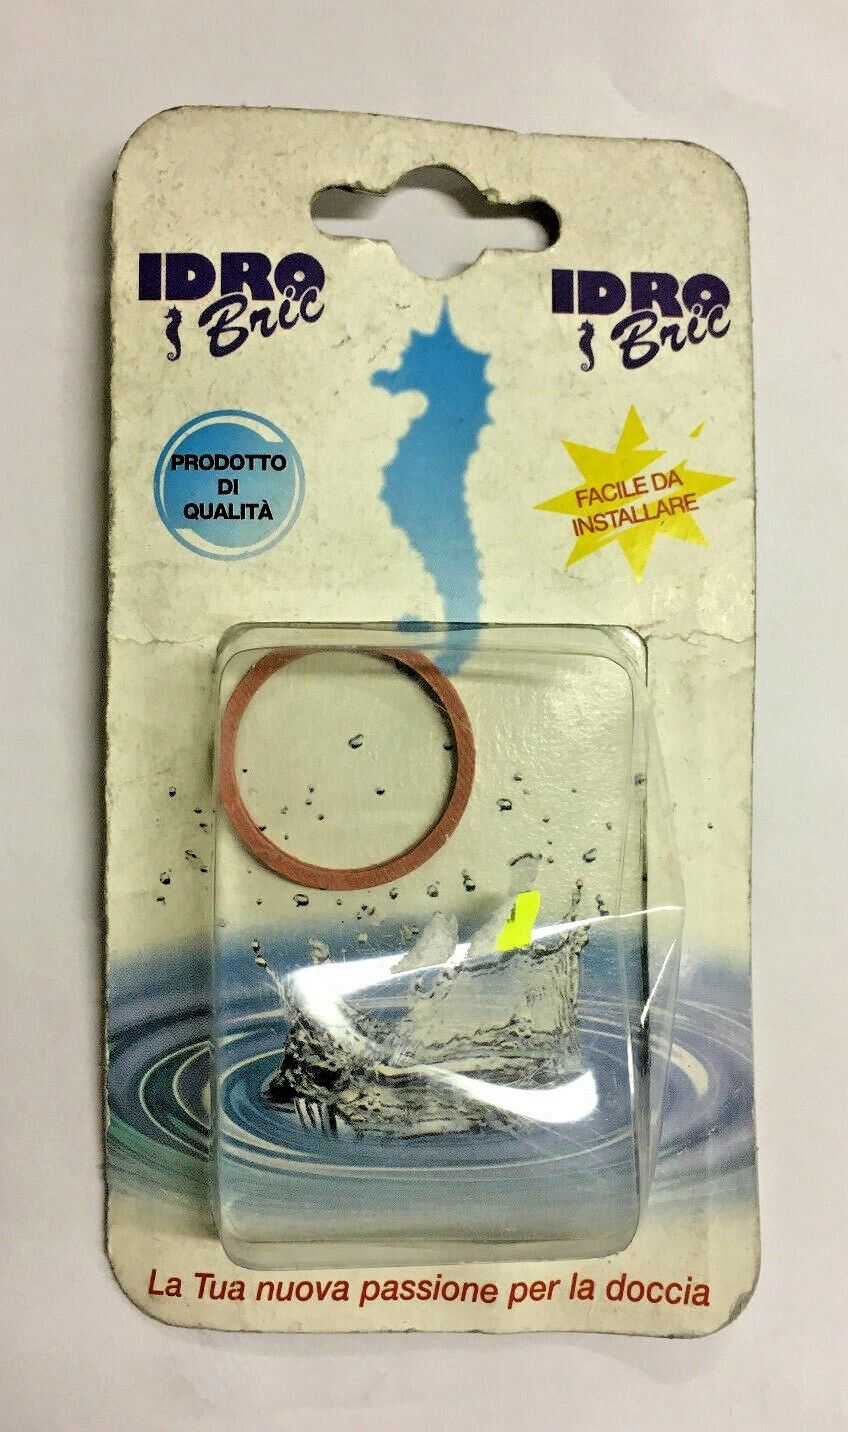 IDRO
Bric
IDRO
Bric
PRODOTTO
DI
QUALITÀ
FACILE DA
INSTALLARE
La Tua nuova passione per la doccia